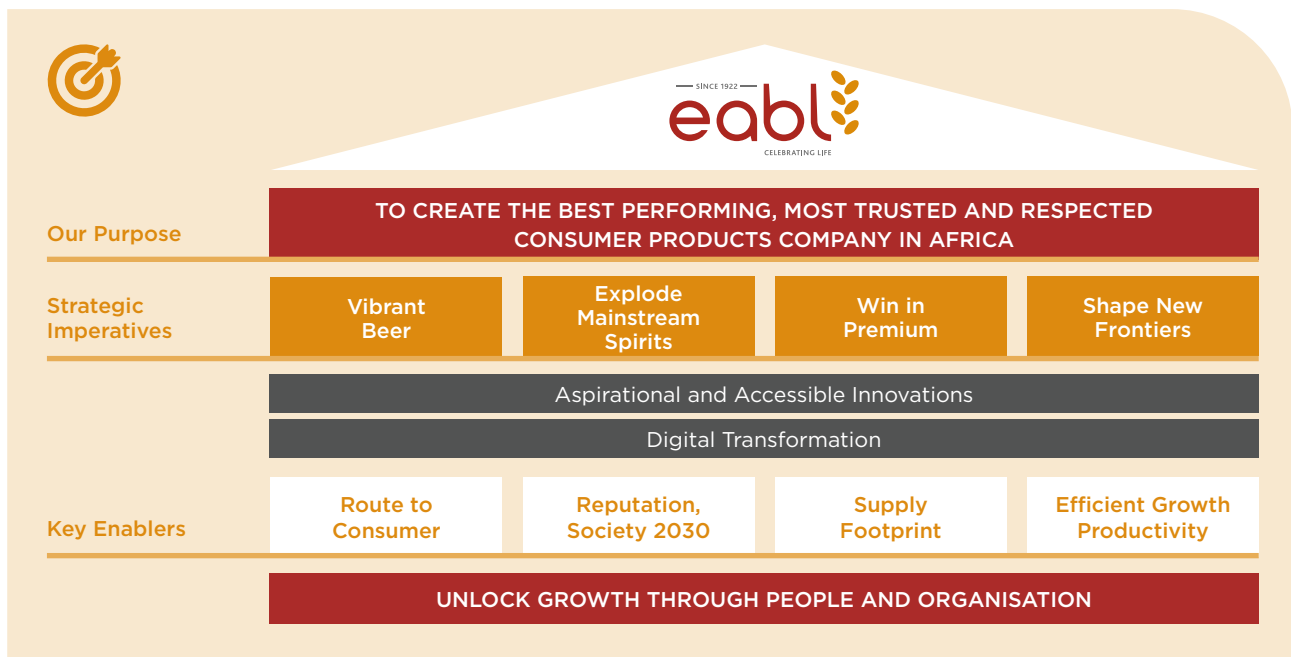 SINCE 1922
eabl
CELEBRATING LIFE
Our Purpose
TO CREATE THE BEST PERFORMING, MOST TRUSTED AND RESPECTED
CONSUMER PRODUCTS COMPANY IN AFRICA
Strategic
Imperatives
Vibrant
Beer
Explode
Mainstream
Spirits
Win in
Premium
Shape New
Frontiers
Aspirational and Accessible Innovations
Digital Transformation
Key Enablers
Route to
Consumer
Reputation,
Society 2030
Supply
Footprint
Efficient Growth
Productivity
UNLOCK GROWTH THROUGH PEOPLE AND ORGANISATION